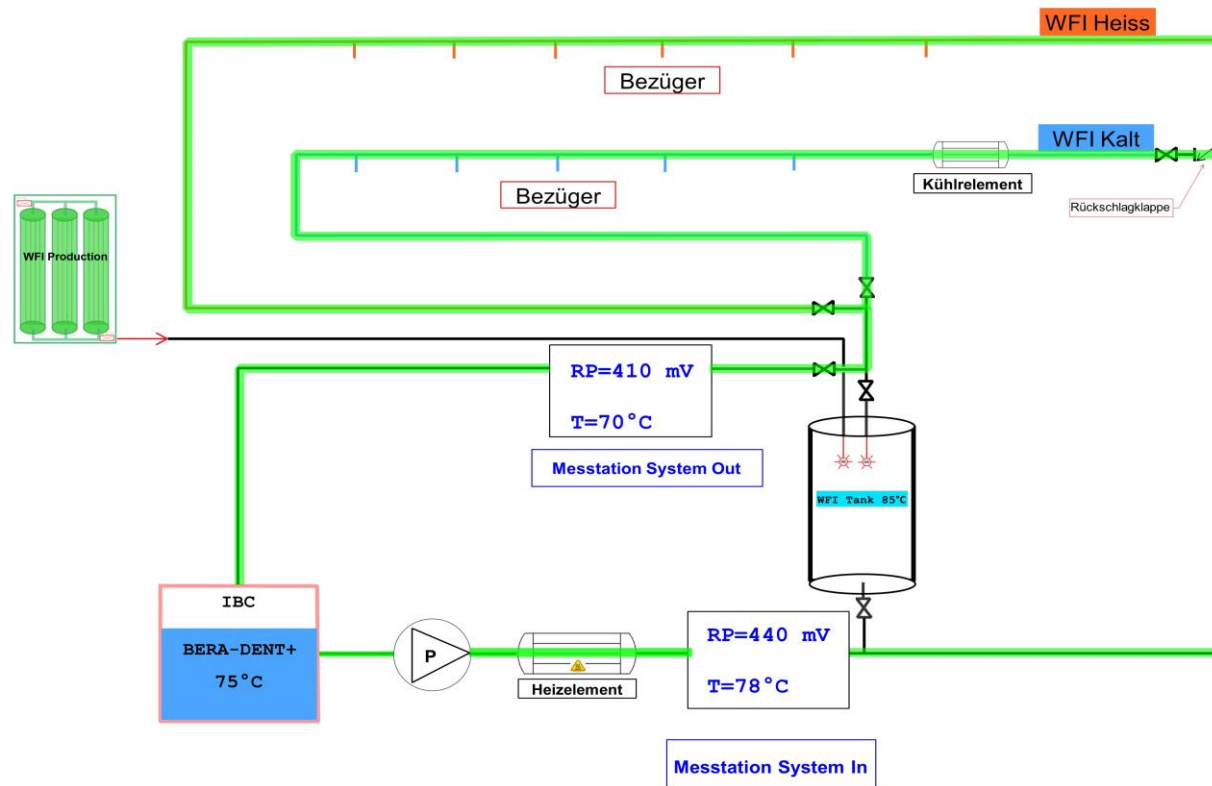 WFI Heiss
Bezüger
WFI Kalt
Kühlrelement
Bezüger
Rückschlagklappe
WFI Production
RP=410 mV
T=70°C
Messtation System Out
WFI Tank 85°C
IBC
BERA-DENT+
75°C
P
Heizelement
RP=440 mV
T=78°C
Messtation System In